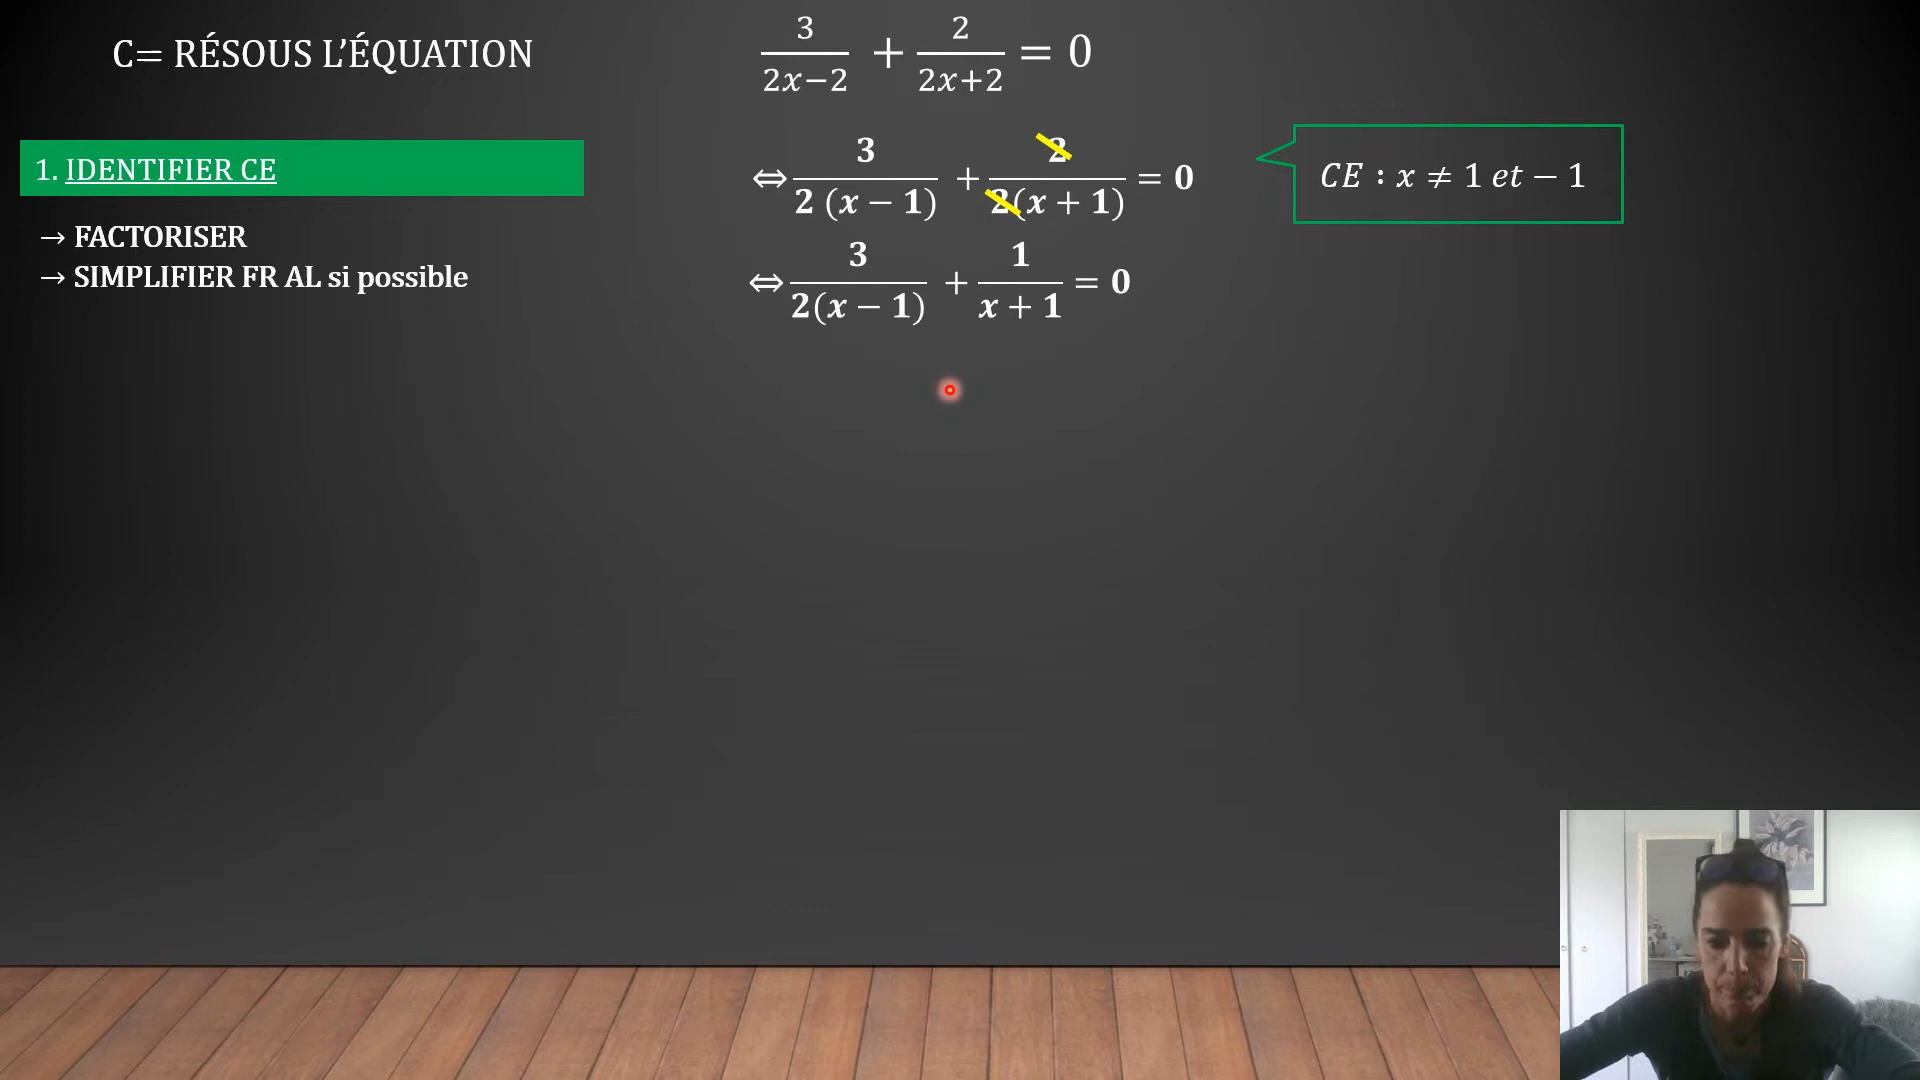 C= RÉSOUS L’ÉQUATION
3/(2x−2) + 2/(2x+2) = 0
1. IDENTIFIER CE
⇔ 3/(2 (x − 1)) + 2/(2(x + 1)) = 0
CE : x ≠ 1 et − 1
→ FACTORISER
→ SIMPLIFIER FR AL si possible
⇔ 3/(2(x − 1)) + 1/(x + 1) = 0